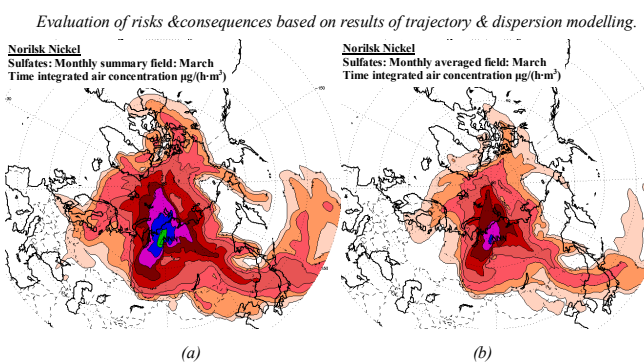 Evaluation of risks &consequences based on results of trajectory & dispersion modelling.
Norilsk Nickel
Sulfates: Monthly summary field: March
Time integrated air concentration µg/(h·m³)
Norilsk Nickel
Sulfates: Monthly averaged field: March
Time integrated air concentration µg/(h·m³)
(a)
(b)